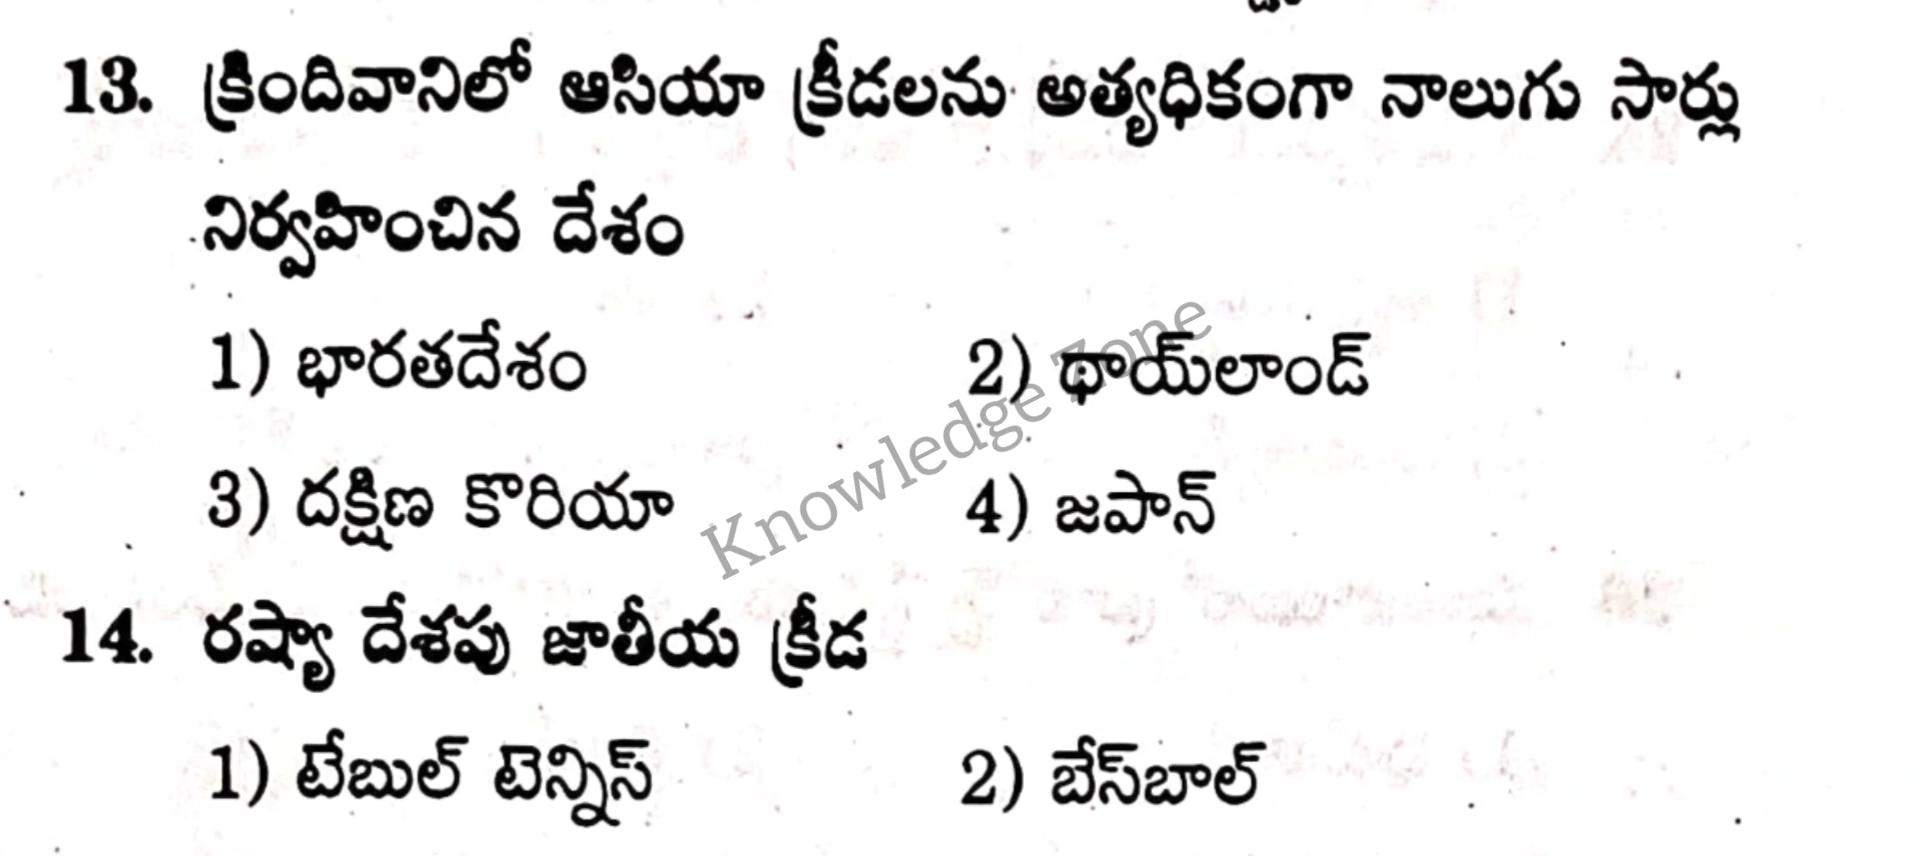 13. క్రిందివానిలో ఆసియా క్రీడలను అత్యధికంగా నాలుగు సార్లు
నిర్వహించిన దేశం
1) భారతదేశం 2) థాయ్‌లాండ్
3) దక్షిణ కొరియా 4) జపాన్
Knowledge Zone
14. రష్యా దేశపు జాతీయ క్రీడ
1) టేబుల్ టెన్నిస్ 2) బేస్‌బాల్